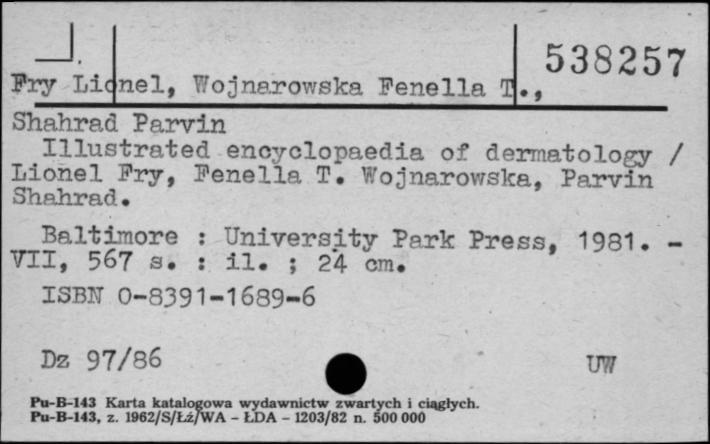 538257
Fry Lionel, Wojnarowska Fenella T.,
Shahrad Parvin
Illustrated encyclopaedia of dermatology /
Lionel Fry, Fenella T. Wojnarowska, Parvin
Shahrad.
Baltimore : University Park Press, 1981. -
VII, 567 s. : il. ; 24 cm.
ISBN 0-8391-1689-6
Dz 97/86 UW
Pu-B-143 Karta katalogowa wydawnictw zwartych i ciągłych.
Pu-B-143, z. 1962/S/Łź/WA - ŁDA - 1203/82 n. 500 000